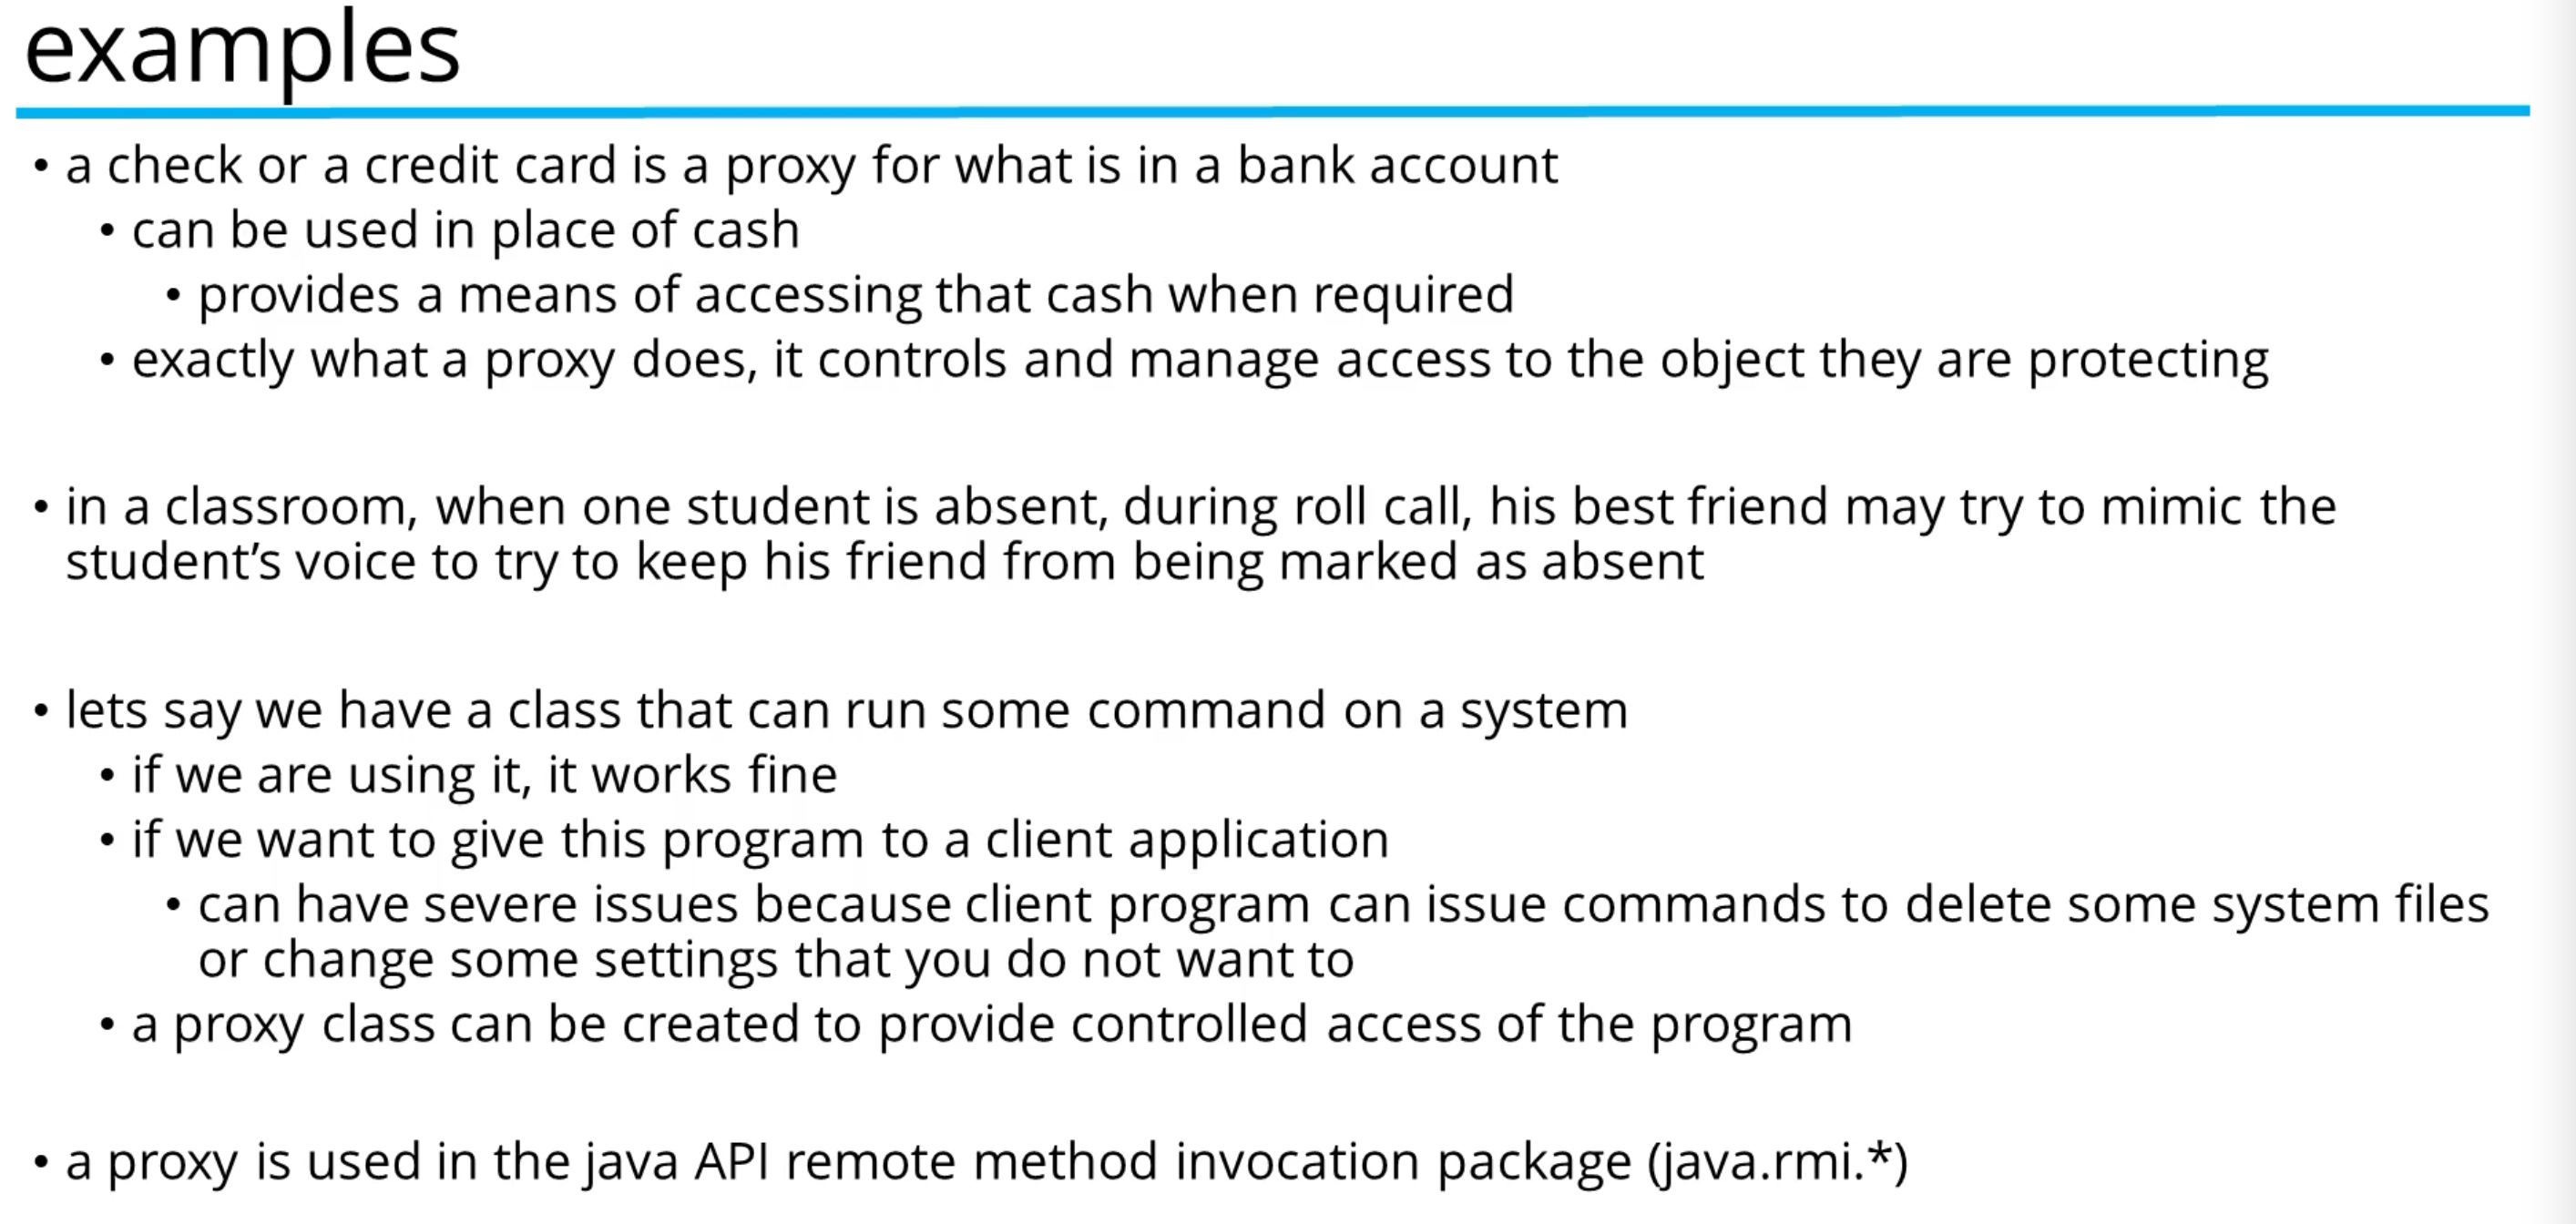 examples
• a check or a credit card is a proxy for what is in a bank account
• can be used in place of cash
• provides a means of accessing that cash when required
• exactly what a proxy does, it controls and manage access to the object they are protecting
• in a classroom, when one student is absent, during roll call, his best friend may try to mimic the
student’s voice to try to keep his friend from being marked as absent
• lets say we have a class that can run some command on a system
• if we are using it, it works fine
• if we want to give this program to a client application
• can have severe issues because client program can issue commands to delete some system files
or change some settings that you do not want to
• a proxy class can be created to provide controlled access of the program
• a proxy is used in the java API remote method invocation package (java.rmi.*)